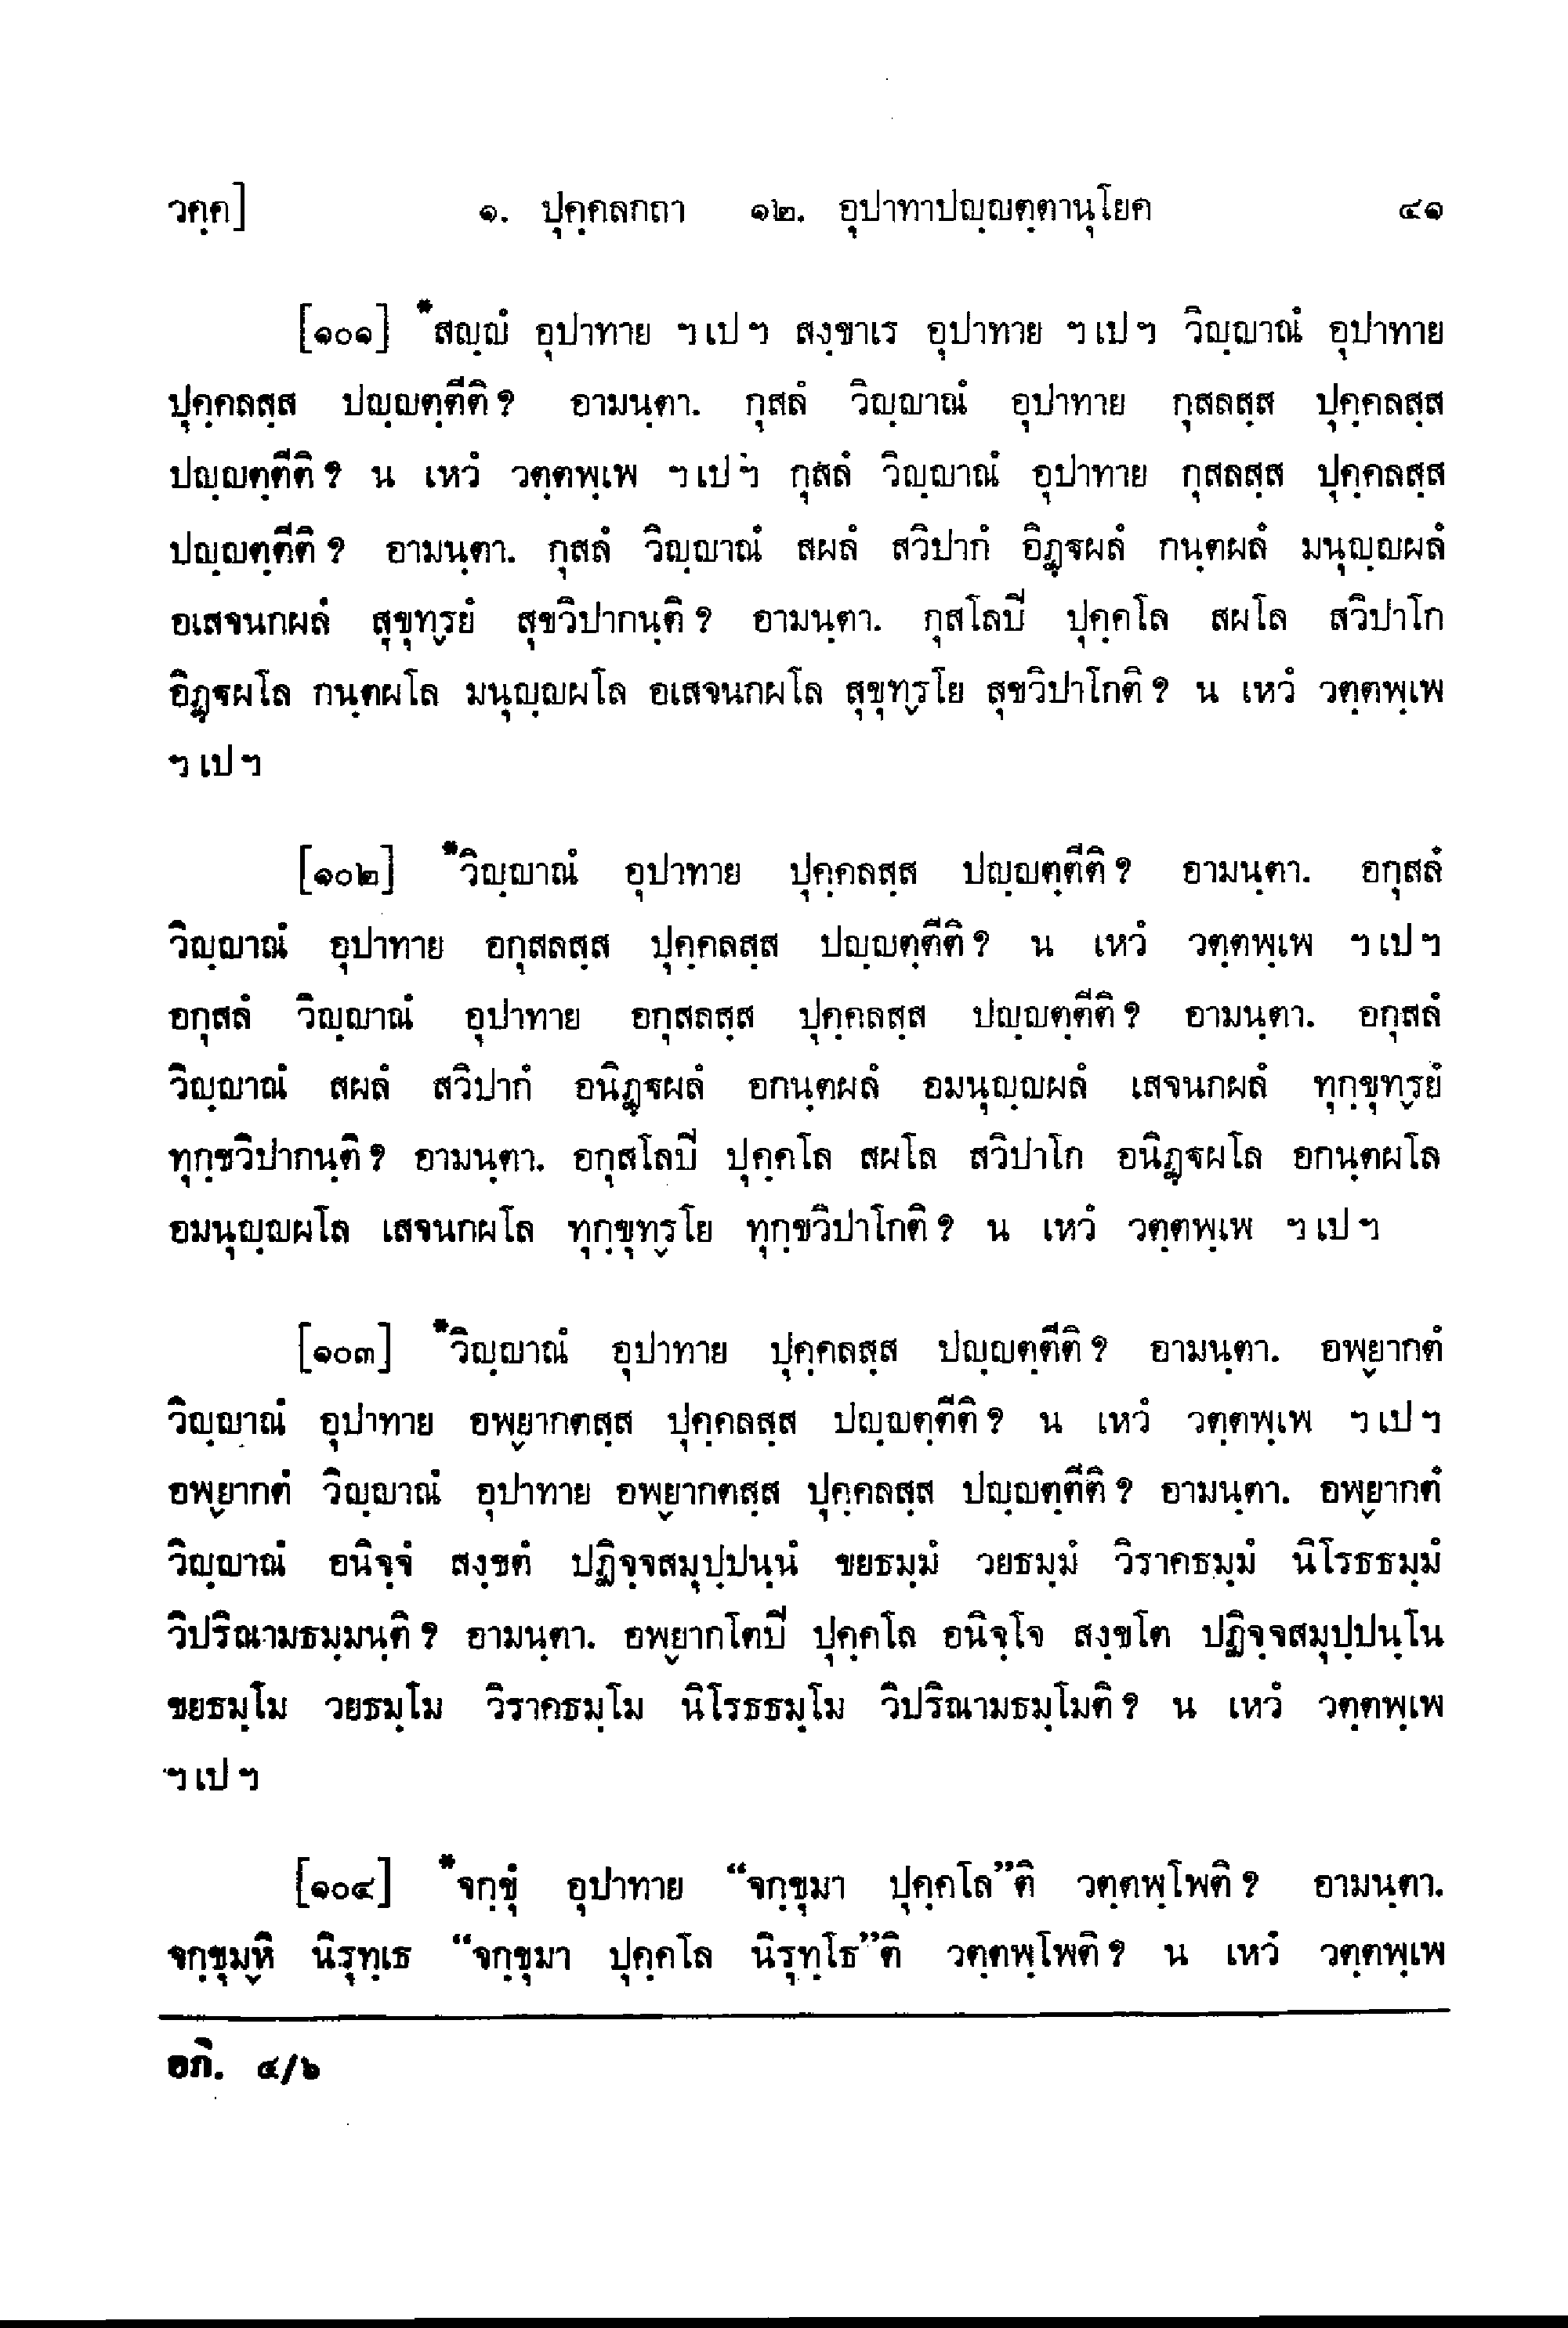 วคฺค] ๑. ปุคฺคลกถา ๑๒. อุปาทาปญฺญตฺตานุโยค ๔๑
[๑๐๑] *สญฺญํ อุปาทาย ฯ เป ฯ สงฺขาเร อุปาทาย ฯ เป ฯ วิญฺญาณํ อุปาทาย
ปุคฺคลสฺส ปญฺญตฺตีติ ? อามนฺตา. กุสลํ วิญฺญาณํ อุปาทาย กุสลสฺส ปุคฺคลสฺส
ปญฺญตฺตีติ ? น เหวํ วตฺตพฺเพ ฯ เป ฯ กุสลํ วิญฺญาณํ อุปาทาย กุสลสฺส ปุคฺคลสฺส
ปญฺญตฺตีติ ? อามนฺตา. กุสลํ วิญฺญาณํ สผลํ สวิปากํ อิฏฺฐผลํ กนฺตผลํ มนุญฺญผลํ
อเสจนกผลํ สุขุทฺรยํ สุขวิปากนฺติ ? อามนฺตา. กุสโลปี ปุคฺคโล สผโล สวิปาโก
อิฏฺฐผโล กนฺตผโล มนุญฺญผโล อเสจนกผโล สุขุทฺรโย สุขวิปาโกติ ? น เหวํ วตฺตพฺเพ
ฯ เป ฯ
[๑๐๒] *วิญฺญาณํ อุปาทาย ปุคฺคลสฺส ปญฺญตฺตีติ ? อามนฺตา. อกุสลํ
วิญฺญาณํ อุปาทาย อกุสลสฺส ปุคฺคลสฺส ปญฺญตฺตีติ ? น เหวํ วตฺตพฺเพ ฯ เป ฯ
อกุสลํ วิญฺญาณํ อุปาทาย อกุสลสฺส ปุคฺคลสฺส ปญฺญตฺตีติ ? อามนฺตา. อกุสลํ
วิญฺญาณํ สผลํ สวิปากํ อนิฏฺฐผลํ อกนฺตผลํ อมนุญฺญผลํ เสจนกผลํ ทุกฺขุทฺรยํ
ทุกฺขวิปากนฺติ ? อามนฺตา. อกุสโลปี ปุคฺคโล สผโล สวิปาโก อนิฏฺฐผโล อกนฺตผโล
อมนุญฺญผโล เสจนกผโล ทุกฺขุทฺรโย ทุกฺขวิปาโกติ ? น เหวํ วตฺตพฺเพ ฯ เป ฯ
[๑๐๓] *วิญฺญาณํ อุปาทาย ปุคฺคลสฺส ปญฺญตฺตีติ ? อามนฺตา. อพฺยากตํ
วิญฺญาณํ อุปาทาย อพฺยากตสฺส ปุคฺคลสฺส ปญฺญตฺตีติ ? น เหวํ วตฺตพฺเพ ฯ เป ฯ
อพฺยากตํ วิญฺญาณํ อุปาทาย อพฺยากตสฺส ปุคฺคลสฺส ปญฺญตฺตีติ ? อามนฺตา. อพฺยากตํ
วิญฺญาณํ อนิจฺจํ สงฺขตํ ปฏิจฺจสมุปฺปนฺนํ ขยธมฺมํ วยธมฺมํ วิราคธมฺมํ นิโรธธมฺมํ
วิปริณามธมฺมนฺติ ? อามนฺตา. อพฺยากโตปี ปุคฺคโล อนิจฺโจ สงฺขโต ปฏิจฺจสมุปฺปนฺโน
ขยธมฺโม วยธมฺโม วิราคธมฺโม นิโรธธมฺโม วิปริณามธมฺโมติ ? น เหวํ วตฺตพฺเพ
ฯ เป ฯ
[๑๐๔] *จกฺขุํ อุปาทาย “จกฺขุมา ปุคฺคโล”ติ วตฺตพฺโพติ ? อามนฺตา.
จกฺขุมฺหิ นิรุทฺเธ “จกฺขุมา ปุคฺคโล นิรุทฺโธ”ติ วตฺตพฺโพติ ? น เหวํ วตฺตพฺเพ
อภิ. ๔/๖